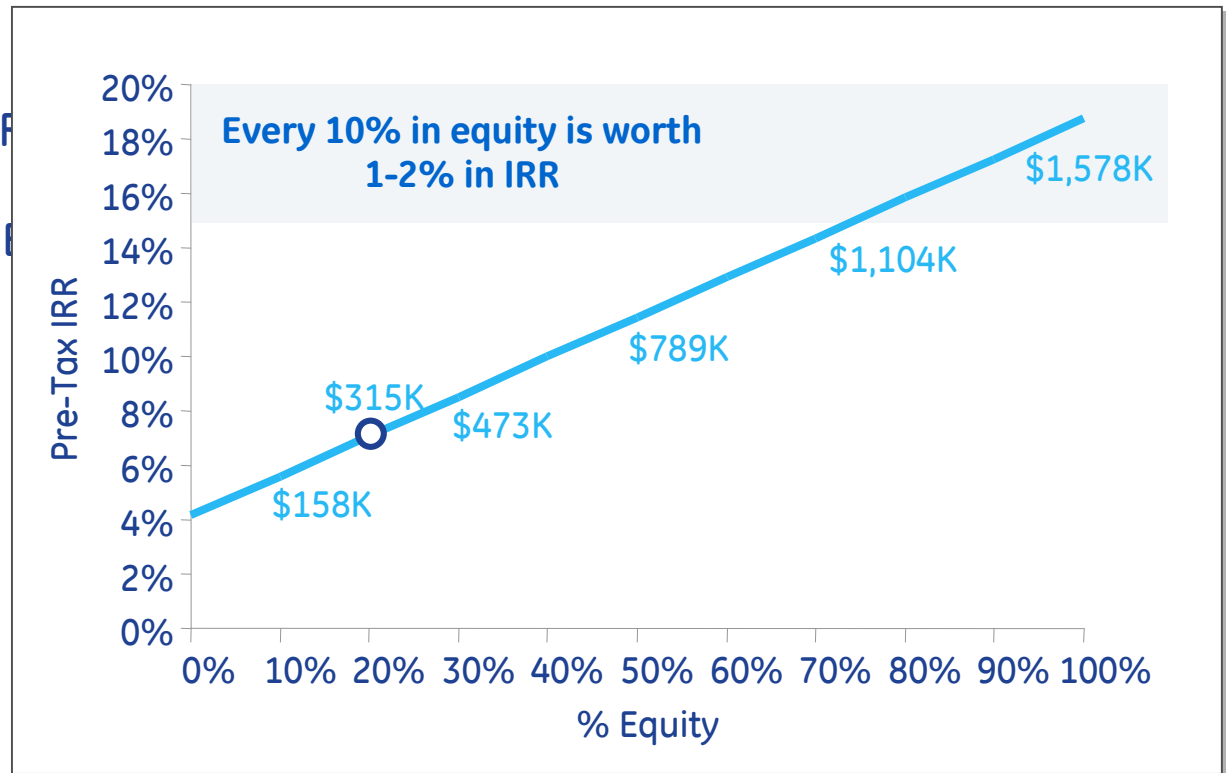 20%
18%
16%
14%
12%
10%
8%
6%
4%
2%
0%
Pre-Tax IRR
Every 10% in equity is worth
1-2% in IRR
$1,578K
$1,104K
$789K
$315K
$473K
$158K
0% 10% 20% 30% 40% 50% 60% 70% 80% 90% 100%
% Equity